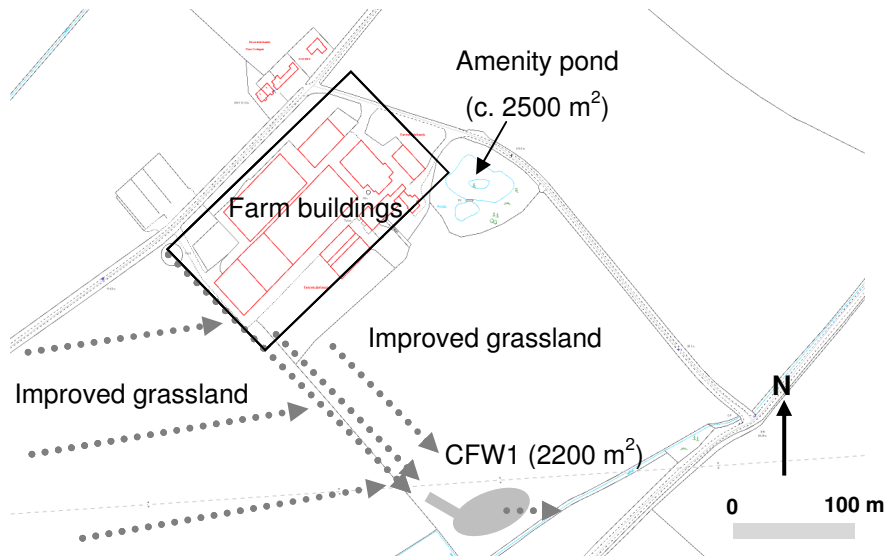 Amenity pond
(c. 2500 m²)
Farm buildings
Improved grassland
Improved grassland
N
CFW1 (2200 m²)
0 100 m